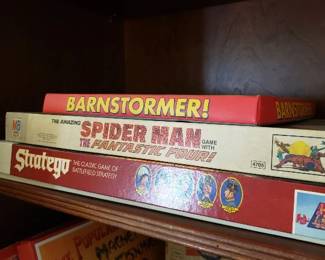 BARNSTORMER!
BARNSTORMER!
MB
THE AMAZING
SPIDER MAN
GAME
WITH
THE FANTASTIC FOUR!
4706
Stratego
THE CLASSIC GAME OF
BATTLEFIELD STRATEGY